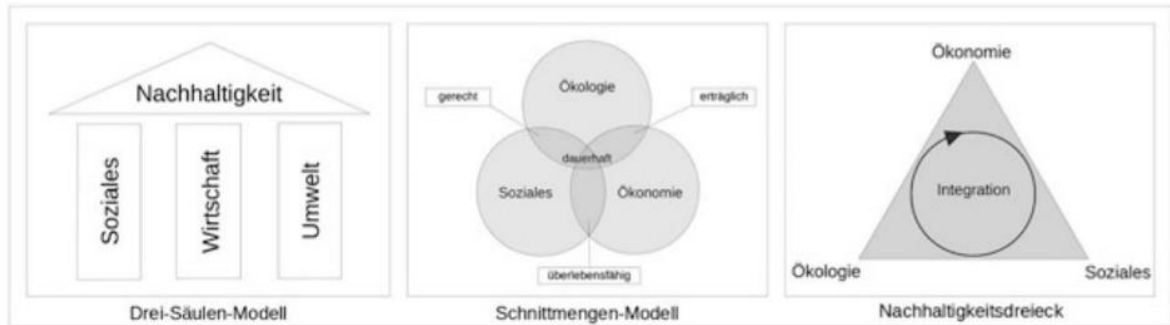 Nachhaltigkeit
Soziales
Wirtschaft
Umwelt
Drei-Säulen-Modell
Ökologie
gerecht
erträglich
dauerhaft
Soziales
Ökonomie
überlebensfähig
Schnittmengen-Modell
Ökonomie
Integration
Ökologie
Soziales
Nachhaltigkeitsdreieck